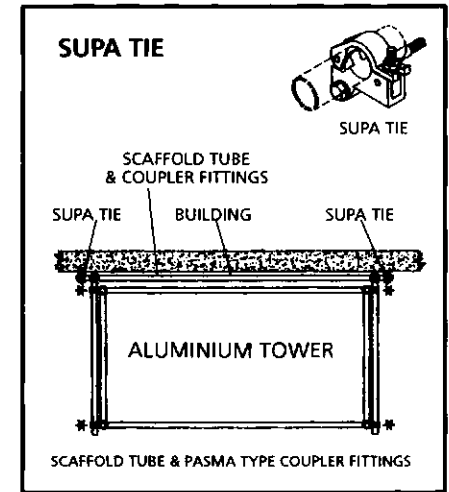 SUPA TIE
SUPA TIE
SCAFFOLD TUBE
& COUPLER FITTINGS
SUPA TIE BUILDING SUPA TIE
ALUMINIUM TOWER
SCAFFOLD TUBE & PASMA TYPE COUPLER FITTINGS